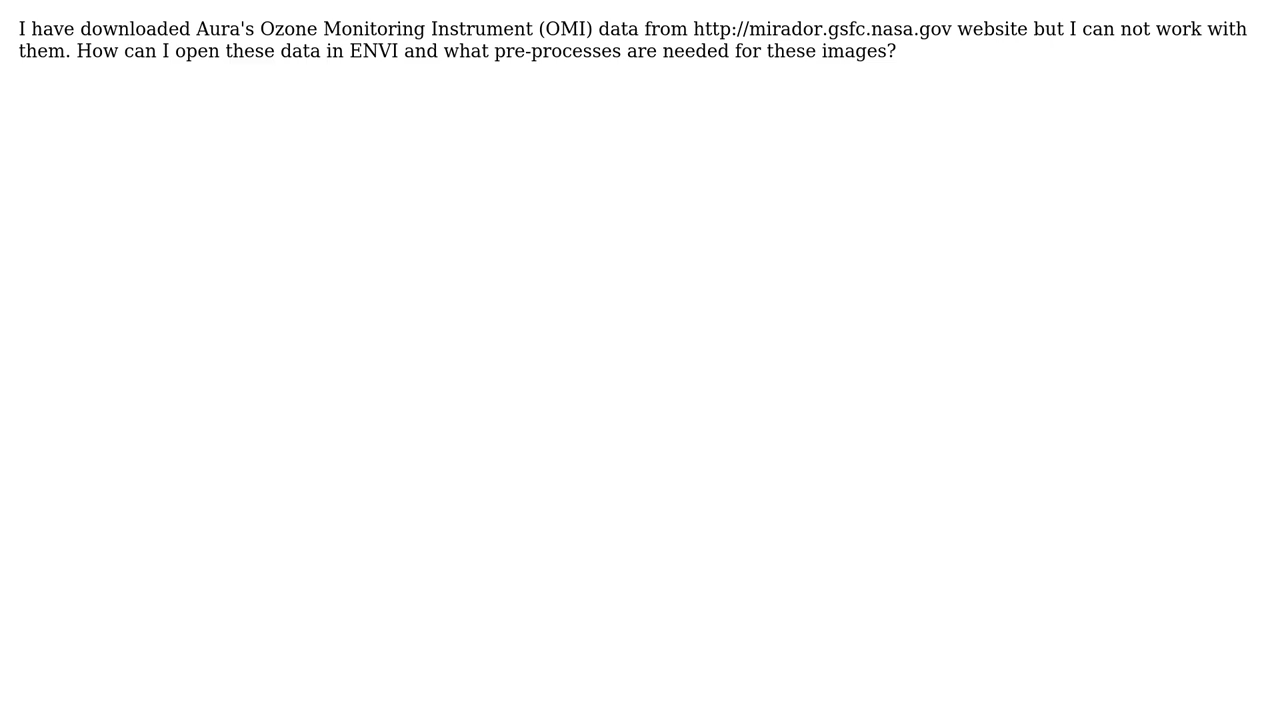 I have downloaded Aura's Ozone Monitoring Instrument (OMI) data from http://mirador.gsfc.nasa.gov website but I can not work with
them. How can I open these data in ENVI and what pre-processes are needed for these images?